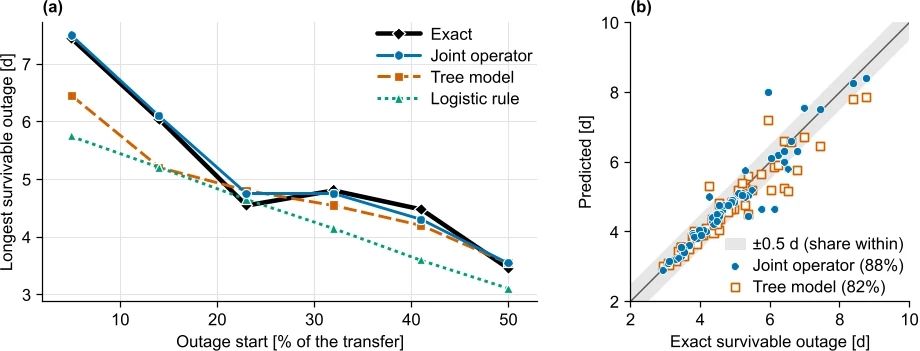 (a)
Longest survivable outage [d]
7
6
5
4
3
10
20
30
40
50
Outage start [% of the transfer]
Exact
Joint operator
Tree model
Logistic rule
(b)
Predicted [d]
10
8
6
4
2
2
4
6
8
10
Exact survivable outage [d]
±0.5 d (share within)
Joint operator (88%)
Tree model (82%)